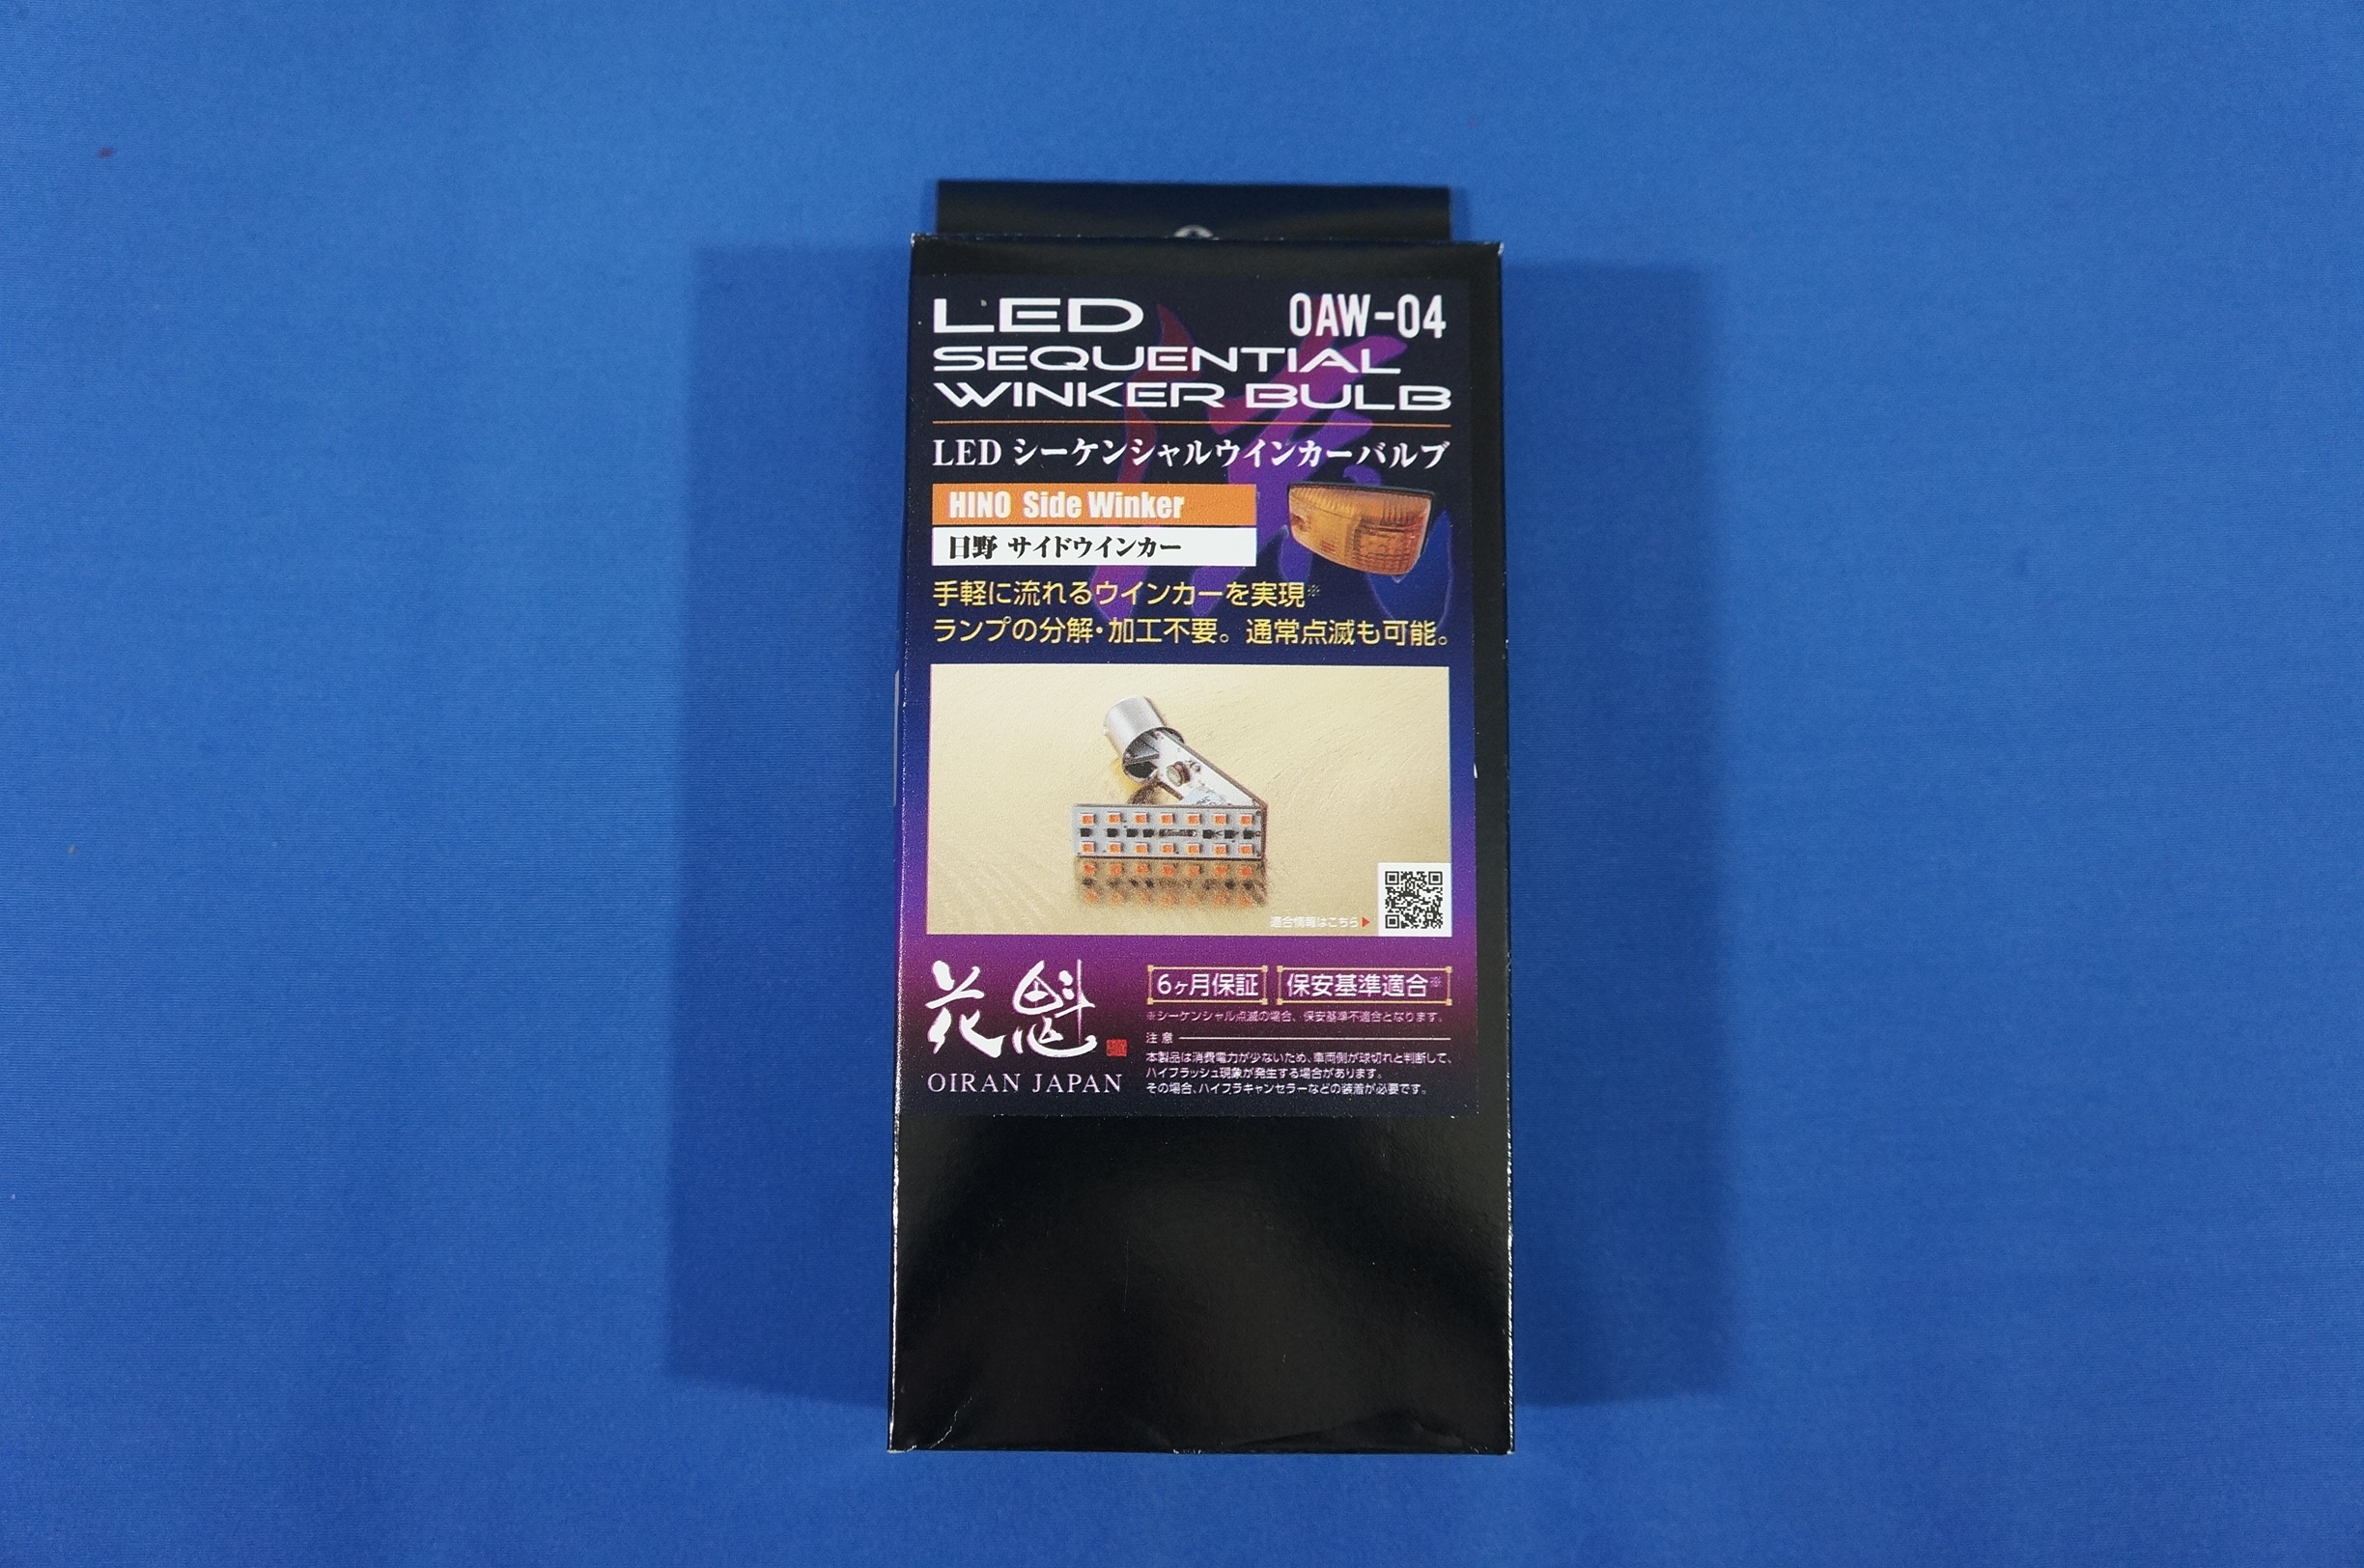 LED
OAW-04
SEQUENTIAL
WINKER BULB
LED シーケンシャルウインカーバルブ
HINO Side Winker
日野 サイドウインカー
手軽に流れるウインカーを実現※
ランプの分解・加工不要。通常点滅も可能。
適合情報はこちら▶
花魁
OIRAN JAPAN
6ヶ月保証
保安基準適合※
※シーケンシャル点滅の場合、保安基準不適合となります。
注意
本製品は消費電力が少ないため、車両側が球切れと判断して、
ハイフラッシュ現象が発生する場合があります。
その場合、ハイフラキャンセラーなどの装着が必要です。